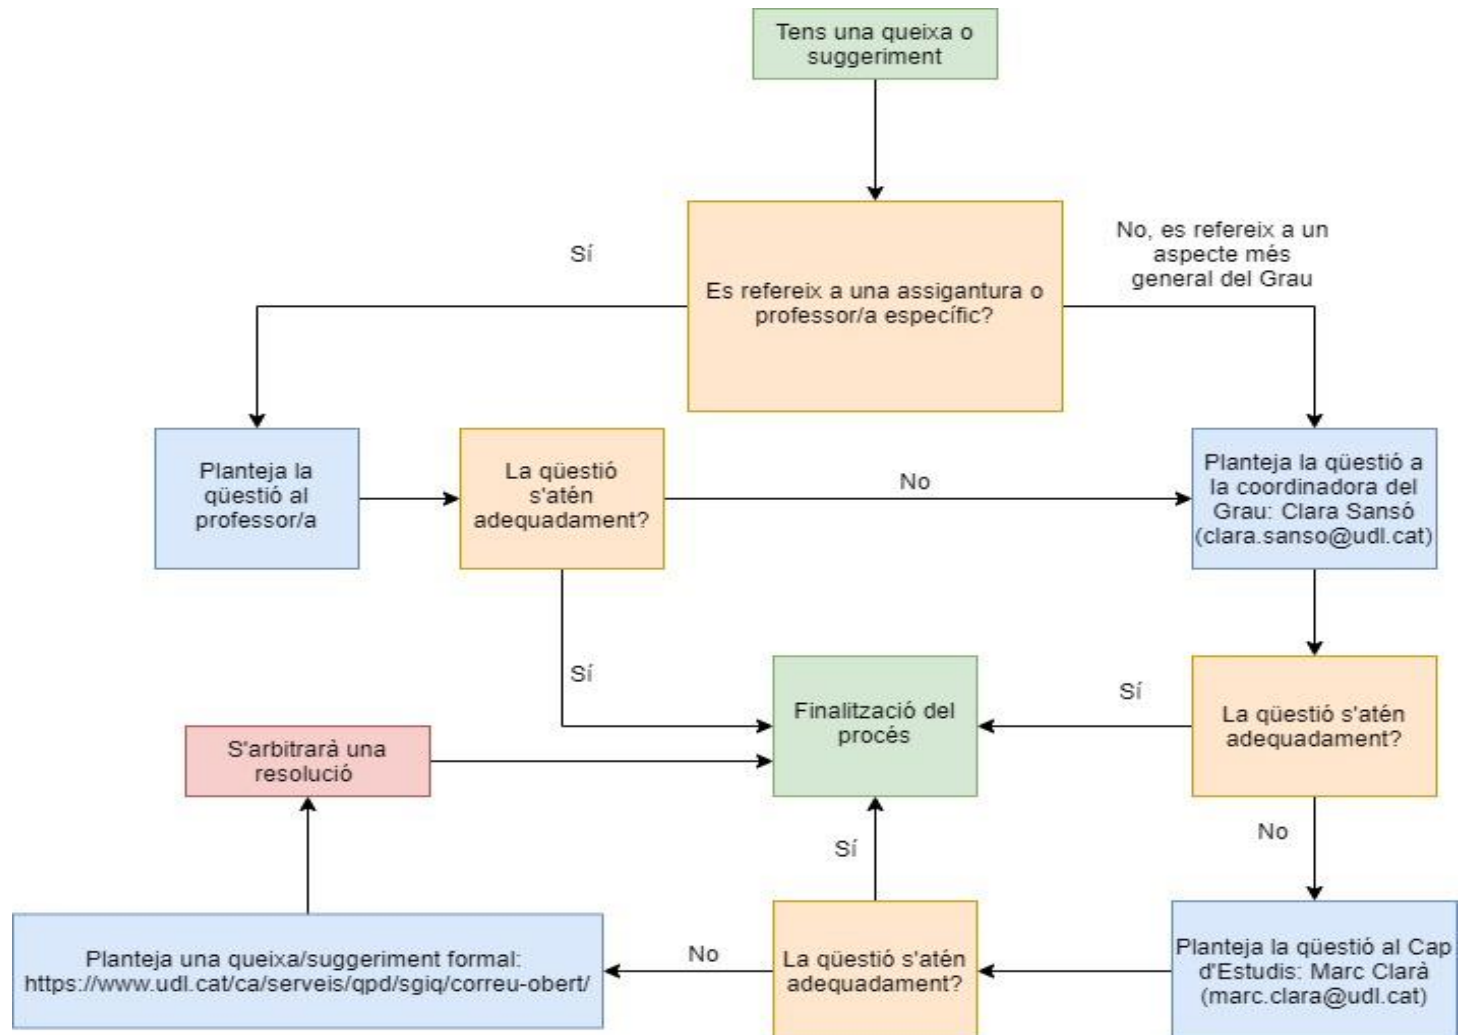 Tens una queixa o
suggeriment
Sí
No, es refereix a un
aspecte més
general del Grau
Es refereix a una assigantura o
professor/a específic?
Planteja la
qüestió al
professor/a
La qüestió
s'atén
adequadament?
No
Planteja la qüestió a
la coordinadora del
Grau: Clara Sansó
(clara.sanso@udl.cat)
Sí
Finalització del
procés
Sí
La qüestió s'atén
adequadament?
S'arbitrarà una
resolució
No
Sí
Planteja una queixa/suggeriment formal:
https://www.udl.cat/ca/serveis/qpd/sgiq/correu-obert/
No
La qüestió s'atén
adequadament?
Planteja la qüestió al Cap
d'Estudis: Marc Clarà
(marc.clara@udl.cat)